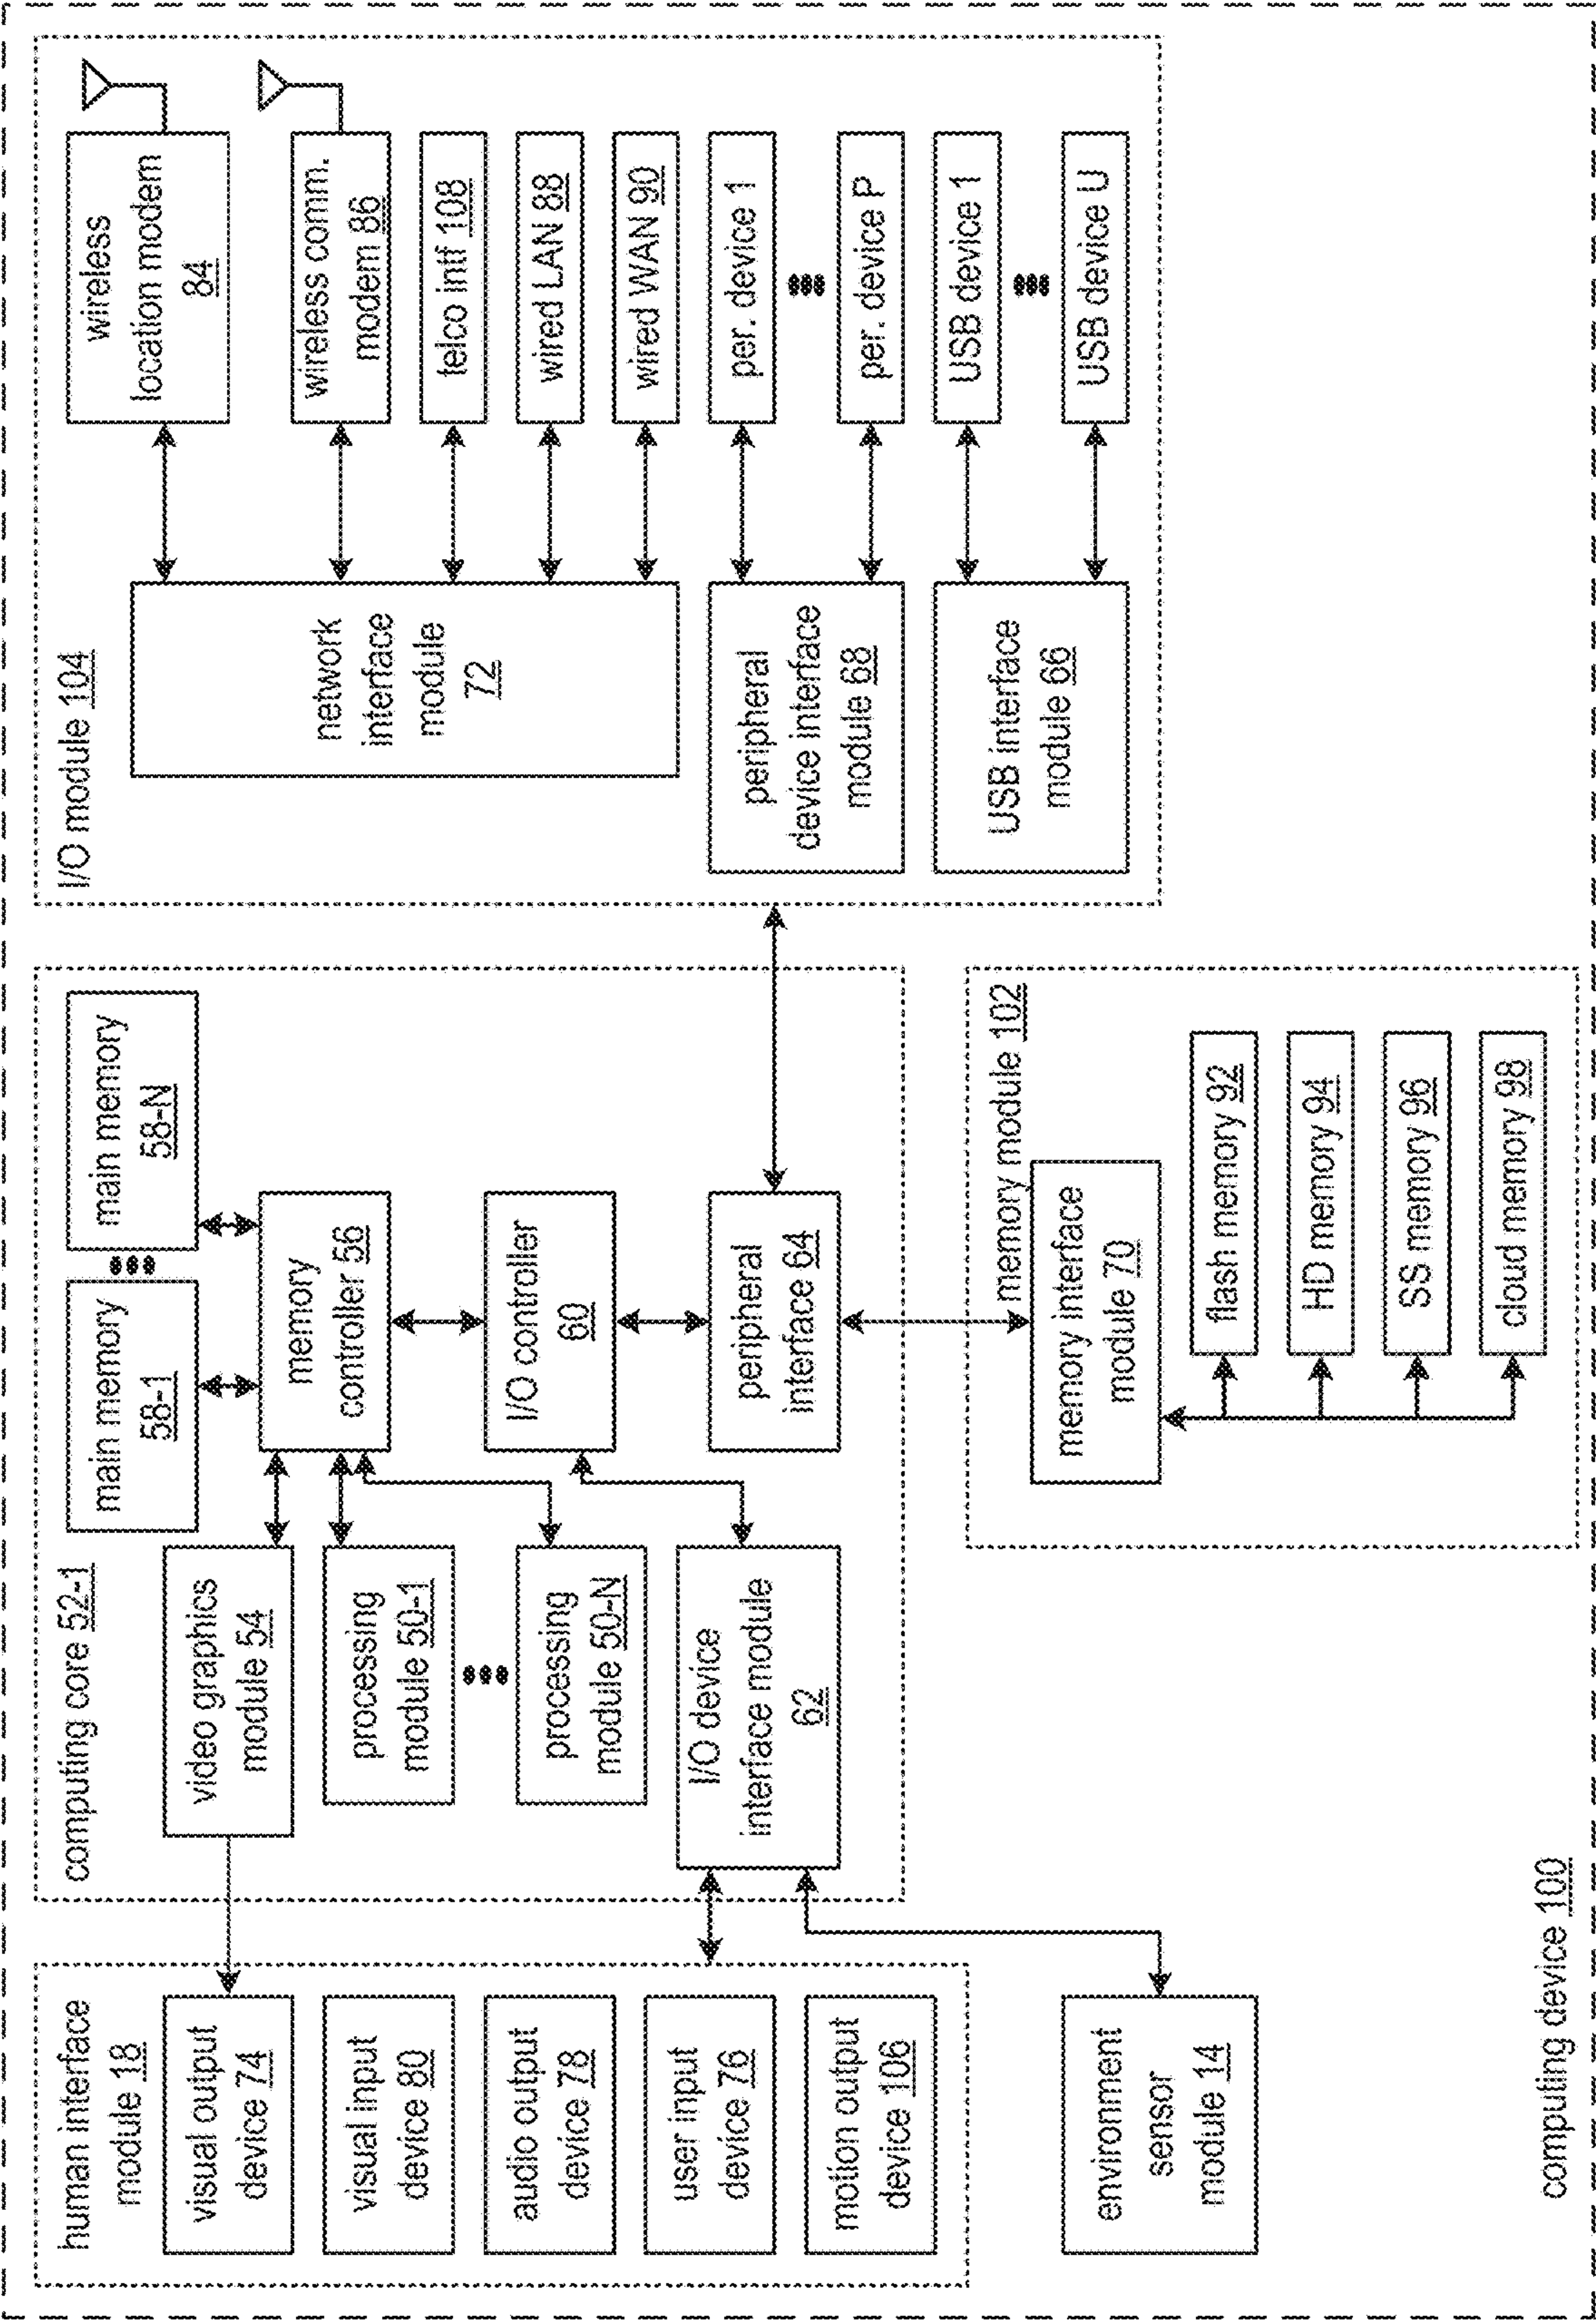 human interface
module 18
visual output
device 74
visual input
device 80
audio output
device 78
user input
device 76
motion output
device 106
environment
sensor
module 14
computing device 100
computing core 52-1
video graphics
module 54
processing
module 50-1
processing
module 50-N
I/O device
interface module
62
main memory
58-1
main memory
58-N
memory
controller 56
I/O controller
60
peripheral
interface 64
memory module 102
memory interface
module 70
flash memory 92
HD memory 94
SS memory 96
cloud memory 98
I/O module 104
network
interface
module
72
peripheral
device interface
module 68
USB interface
module 66
wireless
location modem
84
wireless comm.
modem 86
telco intf 108
wired LAN 88
wired WAN 90
per. device 1
per. device P
USB device 1
USB device U